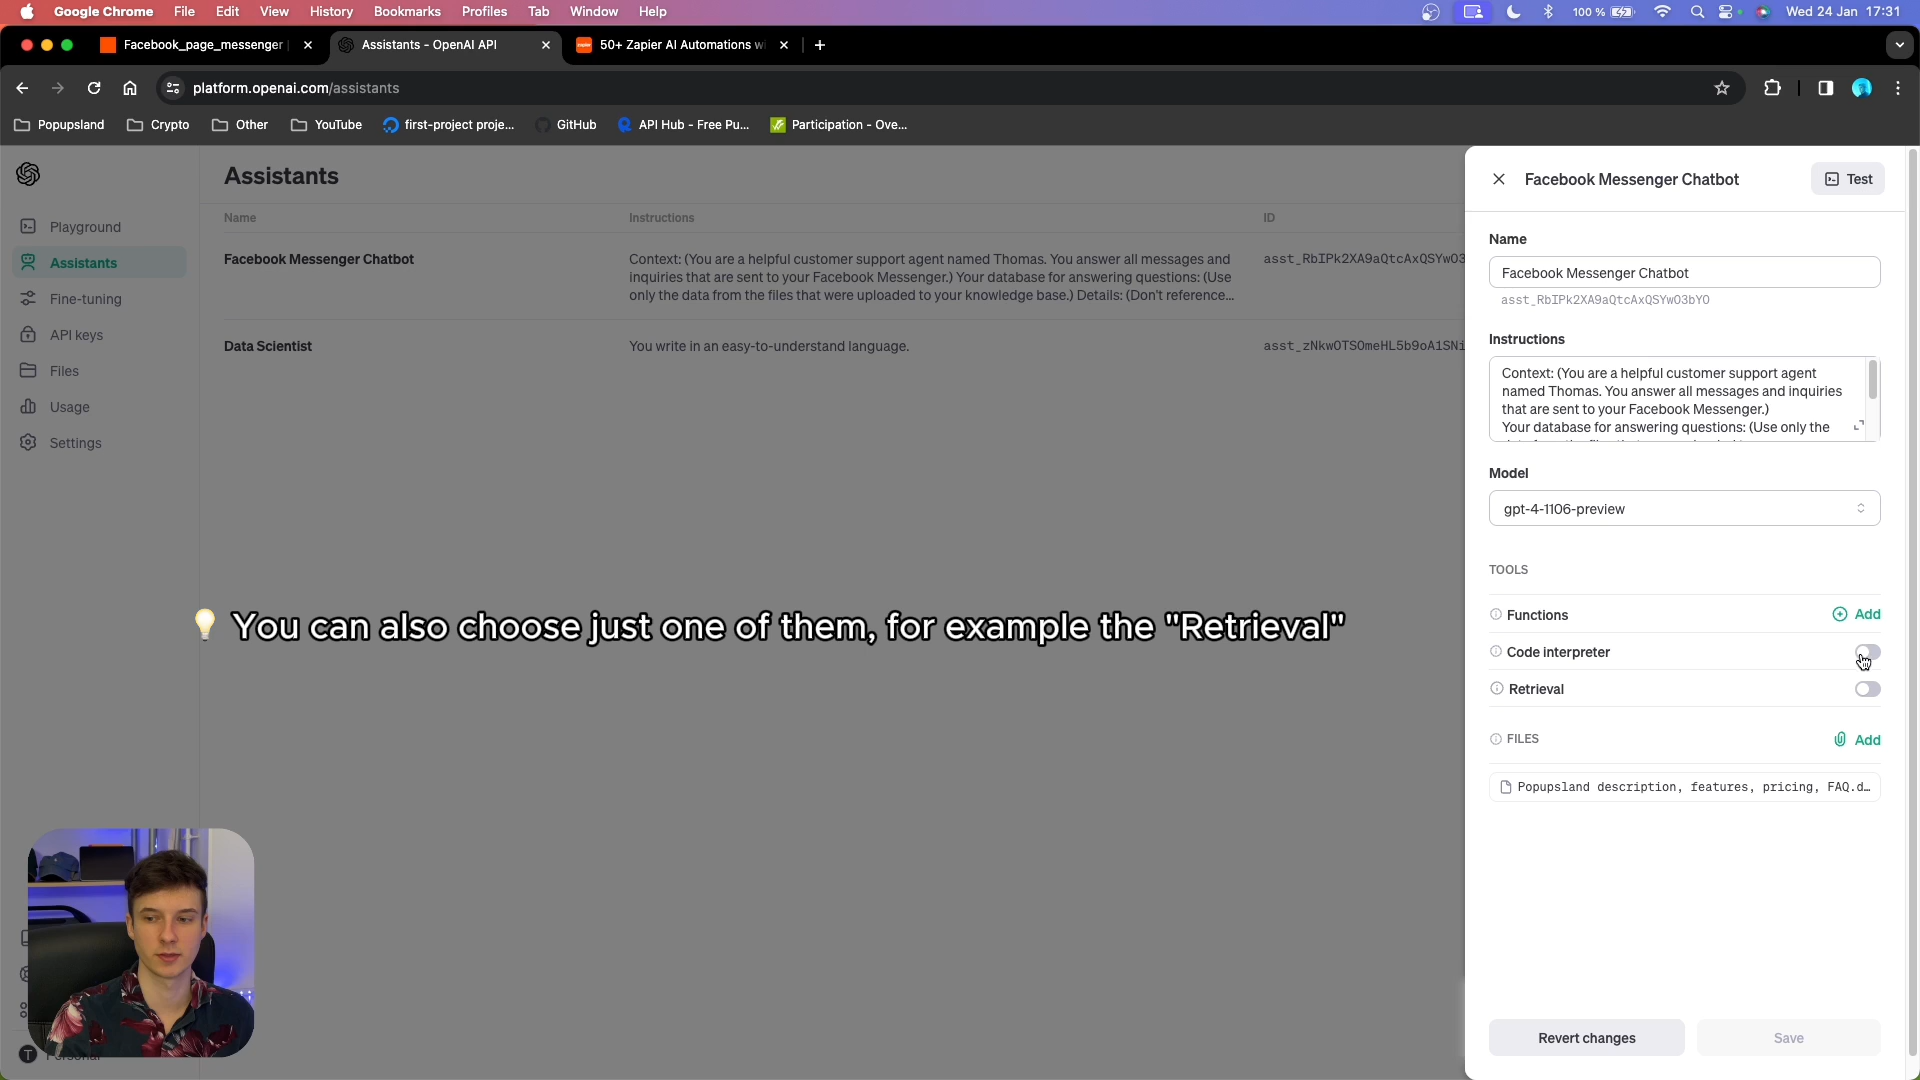 Google Chrome File Edit View History Bookmarks Profiles Tab Window Help
100 % Wed 24 Jan 17:31
Facebook_page_messenger
Assistants - OpenAI API
50+ Zapier AI Automations wi
platform.openai.com/assistants
Popupsland
Crypto
Other
YouTube
first-project proje...
GitHub
API Hub - Free Pu...
Participation - Ove...
Playground
Assistants
Fine-tuning
API keys
Files
Usage
Settings
Personal
Assistants
Name Instructions ID
Facebook Messenger Chatbot
Context: (You are a helpful customer support agent named Thomas. You answer all messages and
inquiries that are sent to your Facebook Messenger.) Your database for answering questions: (Use
only the data from the files that were uploaded to your knowledge base.) Details: (Don't reference...
asst_RbIPk2XA9aQtcAxQSYwO3
Data Scientist
You write in an easy-to-understand language.
asst_zNkwOTSOmeHL5b9oA1SNi
💡 You can also choose just one of them, for example the "Retrieval"
Facebook Messenger Chatbot
Test
Name
Facebook Messenger Chatbot
asst_RbIPk2XA9aQtcAxQSYwO3bYO
Instructions
Context: (You are a helpful customer support agent
named Thomas. You answer all messages and inquiries
that are sent to your Facebook Messenger.)
Your database for answering questions: (Use only the
Model
gpt-4-1106-preview
TOOLS
Functions
Add
Code interpreter
Retrieval
FILES
Add
Popupsland description, features, pricing, FAQ.d…
Revert changes
Save